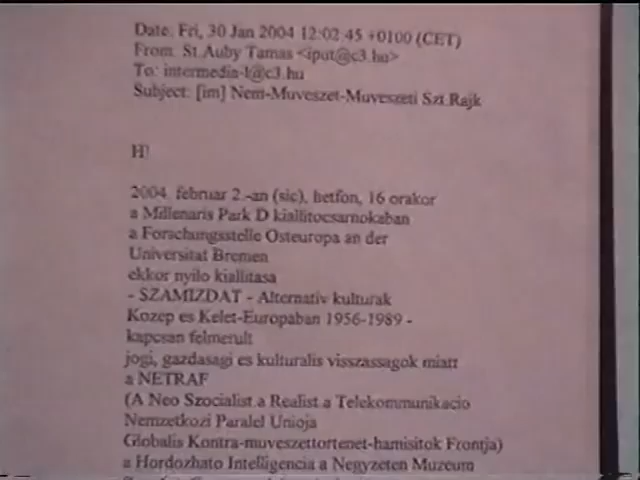 Date: Fri, 30 Jan 2004 12:02:45 +0100 (CET)
From: St.Auby Tamas <iput@c3.hu>
To: intermedia-l@c3.hu
Subject: [im] Nem-Muveszet-Muveszeti Szt.Rajk
H!
2004. februar 2.-an (sic), hetfon, 16 orakor
a Millenaris Park D kiallitocsarnokaban
a Forschungsstelle Osteuropa an der
Universitat Bremen
ekkor nyilo kiallitasa
- SZAMIZDAT - Alternativ kulturak
Kozep es Kelet-Europaban 1956-1989 -
kapcsan felmerult
jogi, gazdasagi es kulturalis visszassagok miatt
a NETRAF
(A Neo Szocialist.a Realist.a Telekommunikacio
Nemzetkozi Paralel Unioja
Globalis Kontra-muveszettortenet-hamisitok Frontja)
a Hordozhato Intelligencia a Negyzeten Muzeum